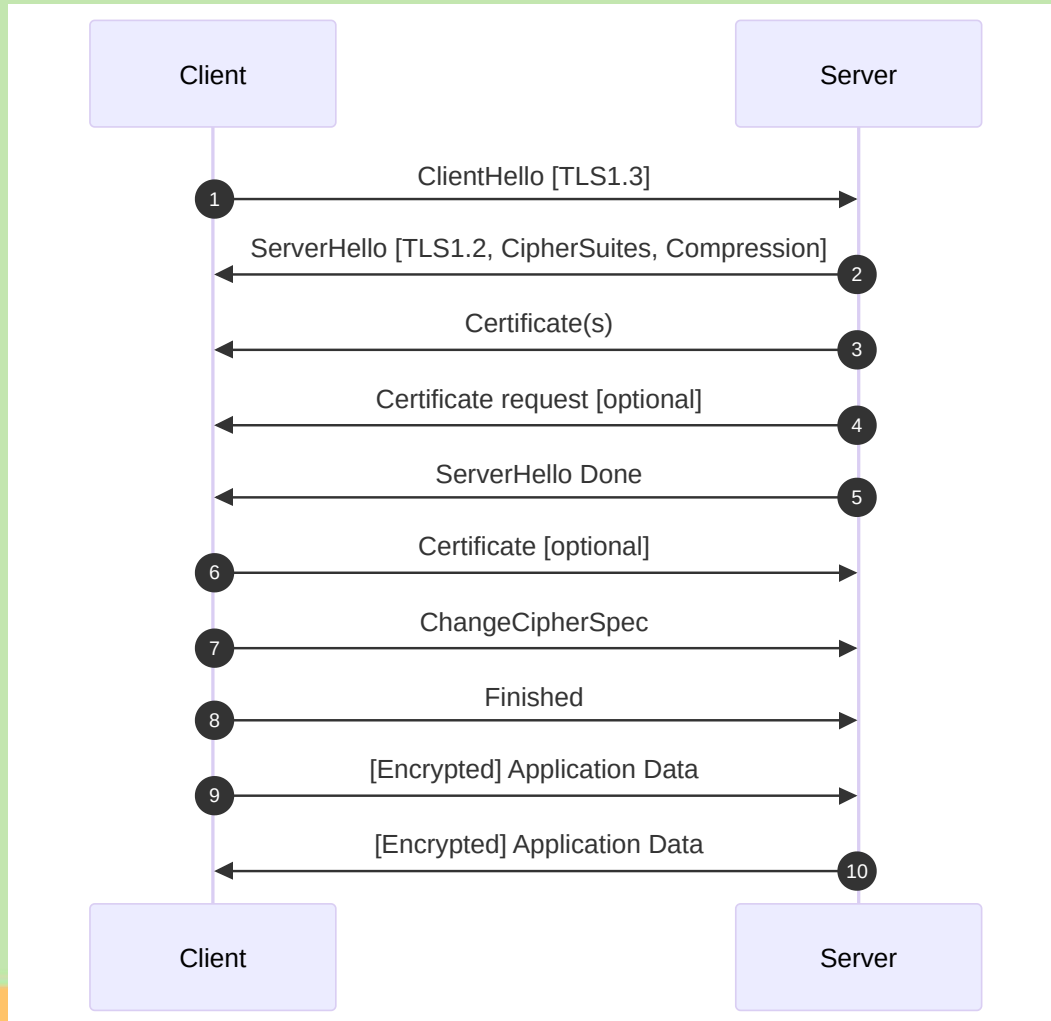 Client
Server
ClientHello [TLS1.3]
1
ServerHello [TLS1.2, CipherSuites, Compression]
2
Certificate(s)
3
Certificate request [optional]
4
ServerHello Done
5
Certificate [optional]
6
ChangeCipherSpec
7
Finished
8
[Encrypted] Application Data
9
[Encrypted] Application Data
10
Client
Server